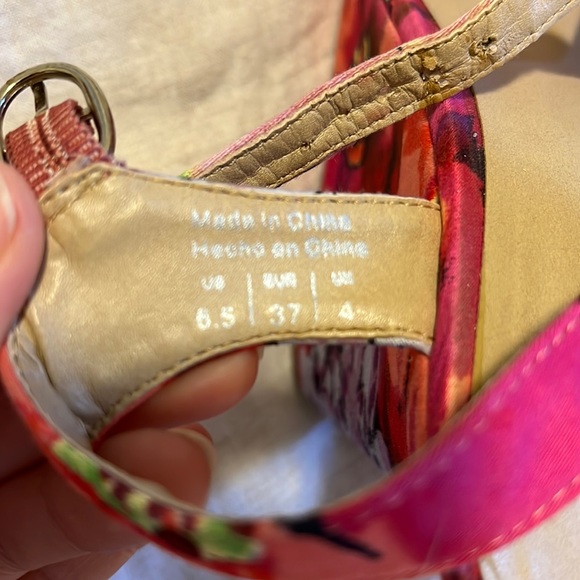 Made in China
Hecho en China
US EUR UK
6.5 37 4